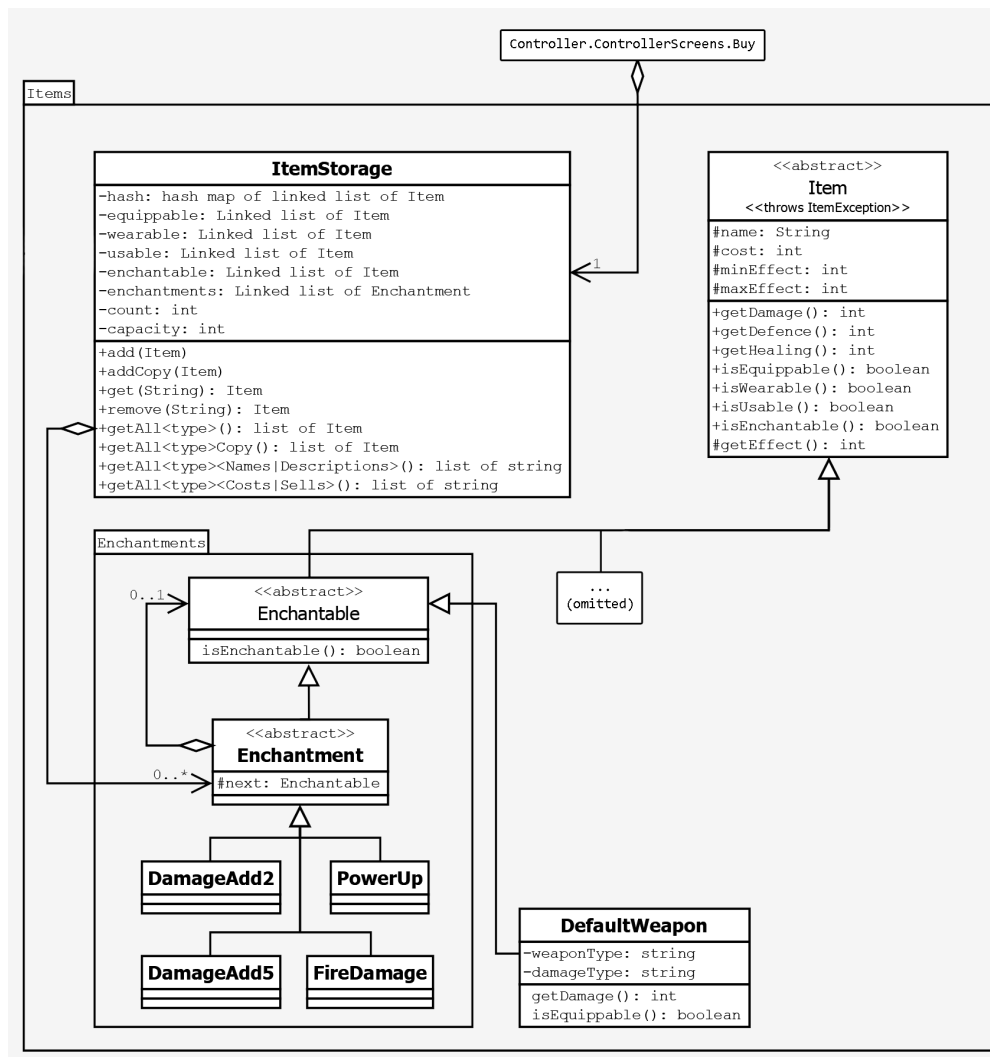 Controller.ControllerScreens.Buy
Items
ItemStorage
-hash: hash map of linked list of Item
-equippable: Linked list of Item
-wearable: Linked list of Item
-usable: Linked list of Item
-enchantable: Linked list of Item
-enchantments: Linked list of Enchantment
-count: int
-capacity: int
+add(Item)
+addCopy(Item)
+get(String): Item
+remove(String): Item
+getAll<type>(): list of Item
+getAll<type>Copy(): list of Item
+getAll<type><Names|Descriptions>(): list of string
+getAll<type><Costs|Sells>(): list of string
1
<<abstract>>
Item
<<throws ItemException>>
#name: String
#cost: int
#minEffect: int
#maxEffect: int
+getDamage(): int
+getDefence(): int
+getHealing(): int
+isEquippable(): boolean
+isWearable(): boolean
+isUsable(): boolean
+isEnchantable(): boolean
#getEffect(): int
Enchantments
0..1
<<abstract>>
Enchantable
isEnchantable(): boolean
...
(omitted)
<<abstract>>
Enchantment
#next: Enchantable
0..*
DamageAdd2
PowerUp
DamageAdd5
FireDamage
DefaultWeapon
-weaponType: string
-damageType: string
getDamage(): int
isEquippable(): boolean